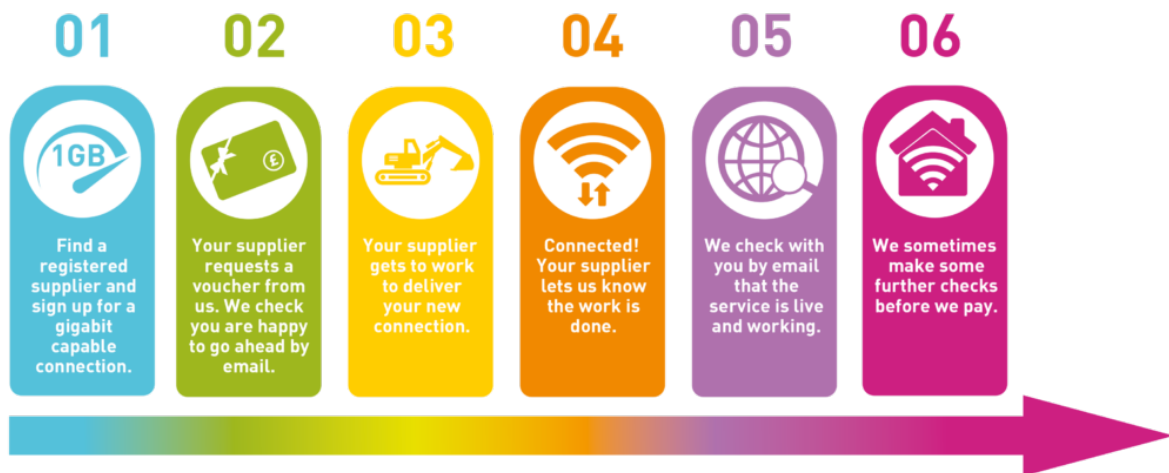 01
02
03
04
05
06
1GB
£
Find a
registered
supplier and
sign up for a
gigabit
capable
connection.
Your supplier
requests a
voucher from
us. We check
you are happy
to go ahead by
email.
Your supplier
gets to work
to deliver
your new
connection.
Connected!
Your supplier
lets us know
the work is
done.
We check with
you by email
that the
service is live
and working.
We sometimes
make some
further checks
before we pay.